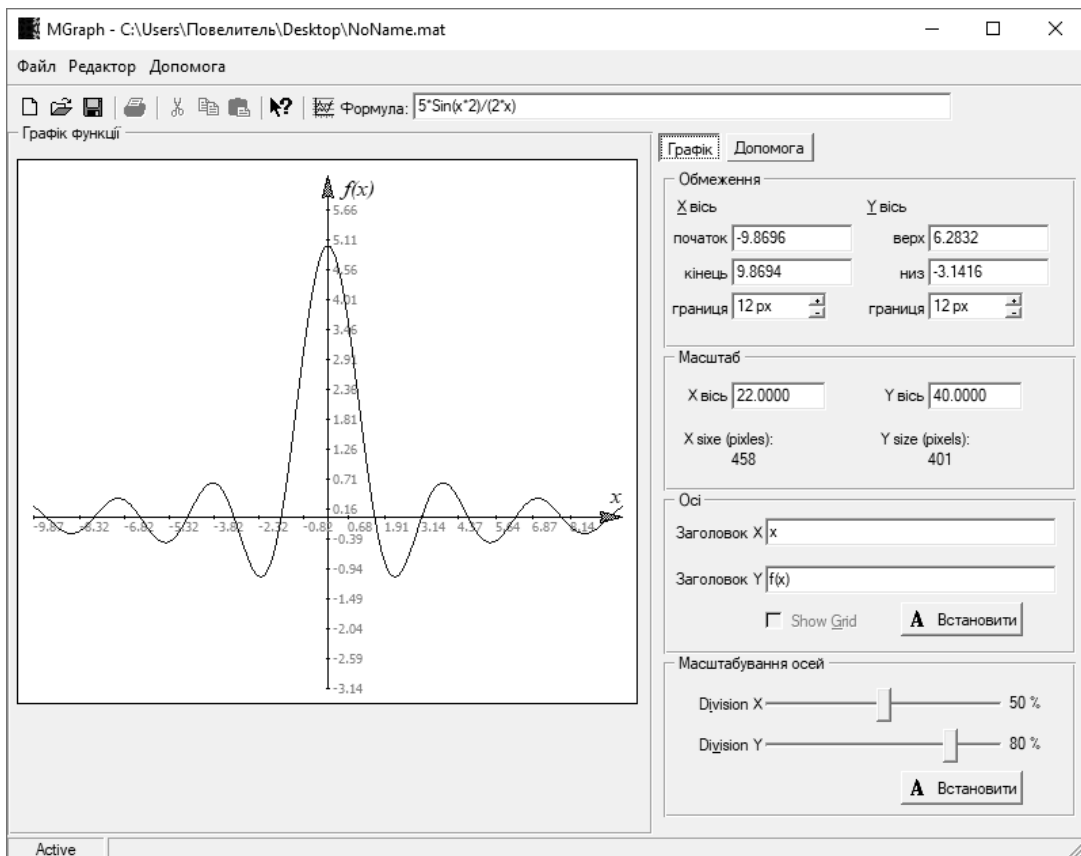 MGraph - C:\Users\Повелитель\Desktop\NoName.mat
Файл Редактор Допомога
Формула: 5*Sin(x*2)/(2*x)
Графік функції
f(x)
5.66
5.11
4.56
4.01
3.46
2.91
2.36
1.81
1.26
0.71
0.16
x
-9.87 -8.32 -6.82 -5.32 -3.82 -2.32 -0.82 0.68 1.91 3.14 4.37 5.64 6.87 8.14
-0.39
-0.94
-1.49
-2.04
-2.59
-3.14
Графік Допомога
Обмеження
X вісь Y вісь
початок -9.8696 верх 6.2832
кінець 9.8694 низ -3.1416
границя 12 px границя 12 px
Масштаб
X вісь 22.0000 Y вісь 40.0000
X sixe (pixles): Y size (pixels):
458 401
Осі
Заголовок X x
Заголовок Y f(x)
Show Grid A Встановити
Масштабування осей
Division X 50 %
Division Y 80 %
A Встановити
Active